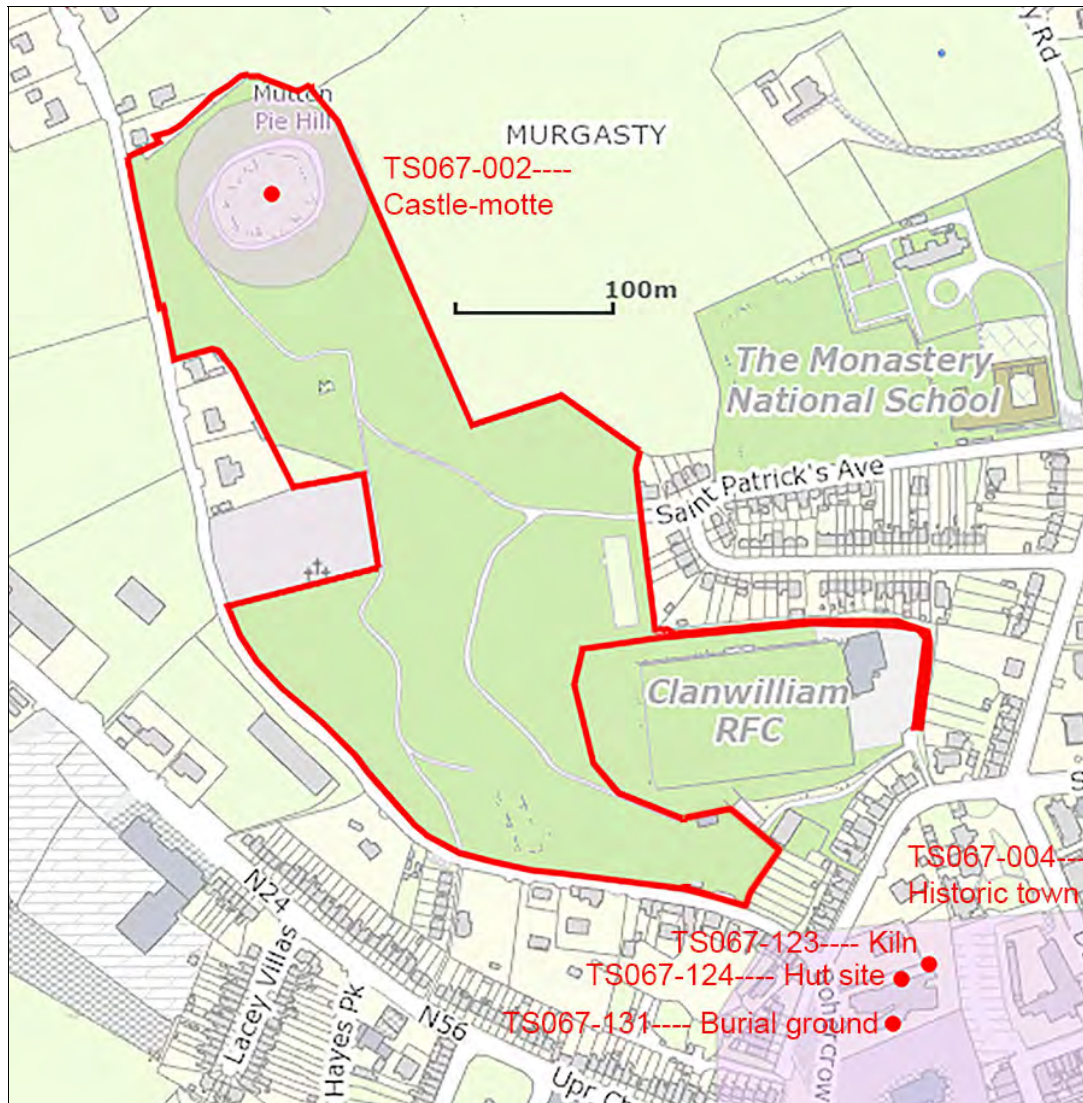 y Rd
Mutton
Pie Hill
MURGASTY
TS067-002----
Castle-motte
100m
The Monastery
National School
Saint Patrick's Ave
Clanwilliam
RFC
S
TS067-004----
Historic town
N24
TS067-123---- Kiln
TS067-124---- Hut site
TS067-131---- Burial ground
Lacey Villas
Hayes Pk
N56
Upr Ch
ohercrow